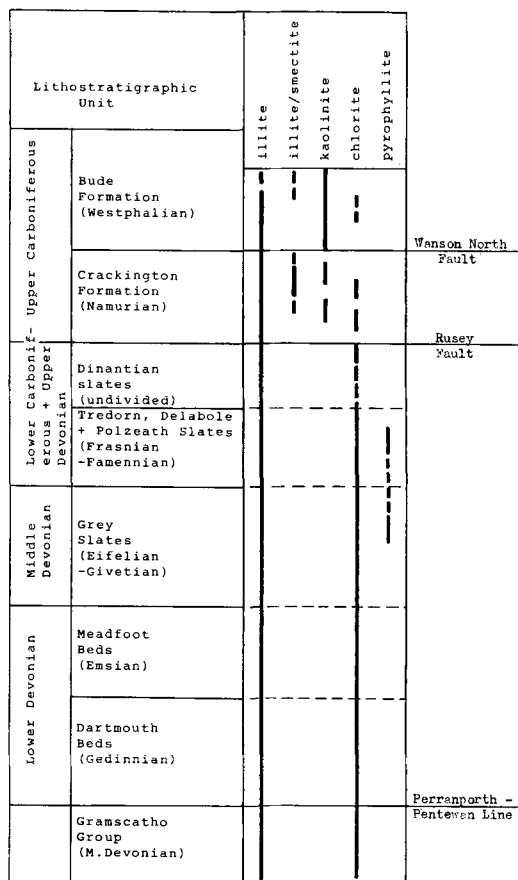 Lithostratigraphic
Unit
illite
illite/smectite
kaolinite
chlorite
pyrophyllite
Lower Carbonif- Upper Carboniferous
erous + Upper
Devonian
Bude
Formation
(Westphalian)
Wanson North
Fault
Crackington
Formation
(Namurian)
Rusey
Fault
Dinantian
slates
(undivided)
Tredorn, Delabole
+ Polzeath Slates
(Frasnian
-Famennian)
Middle
Devonian
Grey
Slates
(Eifelian
-Givetian)
Lower Devonian
Meadfoot
Beds
(Emsian)
Dartmouth
Beds
(Gedinnian)
Perranporth -
Pentewan Line
Gramscatho
Group
(M.Devonian)